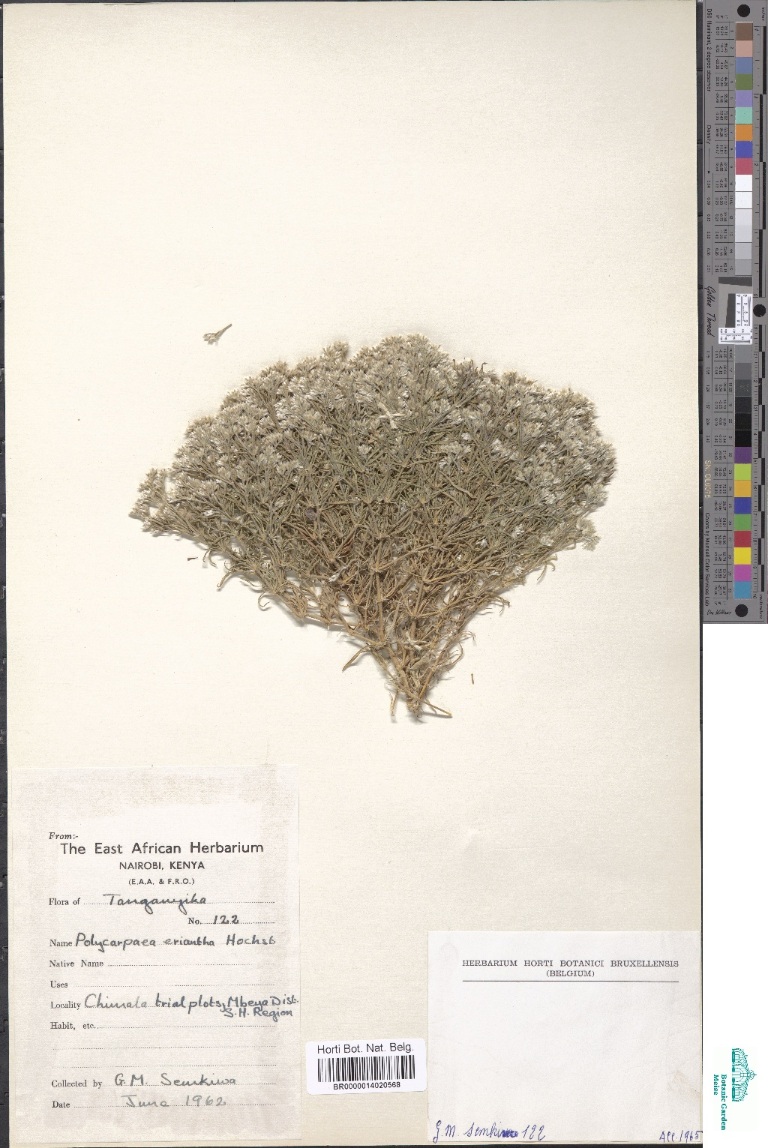 From:-
The East African Herbarium
NAIROBI, KENYA
(E.A.A. & F.R.O.)
Flora of Tanganyika
No. 122
Name Polycarpaea eriantha Hochst
Native Name
Uses
Locality Chimala trial plots, Mbeya Dist.
S.H. Region
Habit, etc.
Collected by G.M. Semkiwa
Date June 1962
Horti Bot. Nat. Belg.
BR0000014020568
HERBARIUM HORTI BOTANICI BRUXELLENSIS
(BELGIUM)
G.M. Semkiwa 122
Acc. 1965
Golden Thread
Botanic Garden
Meise